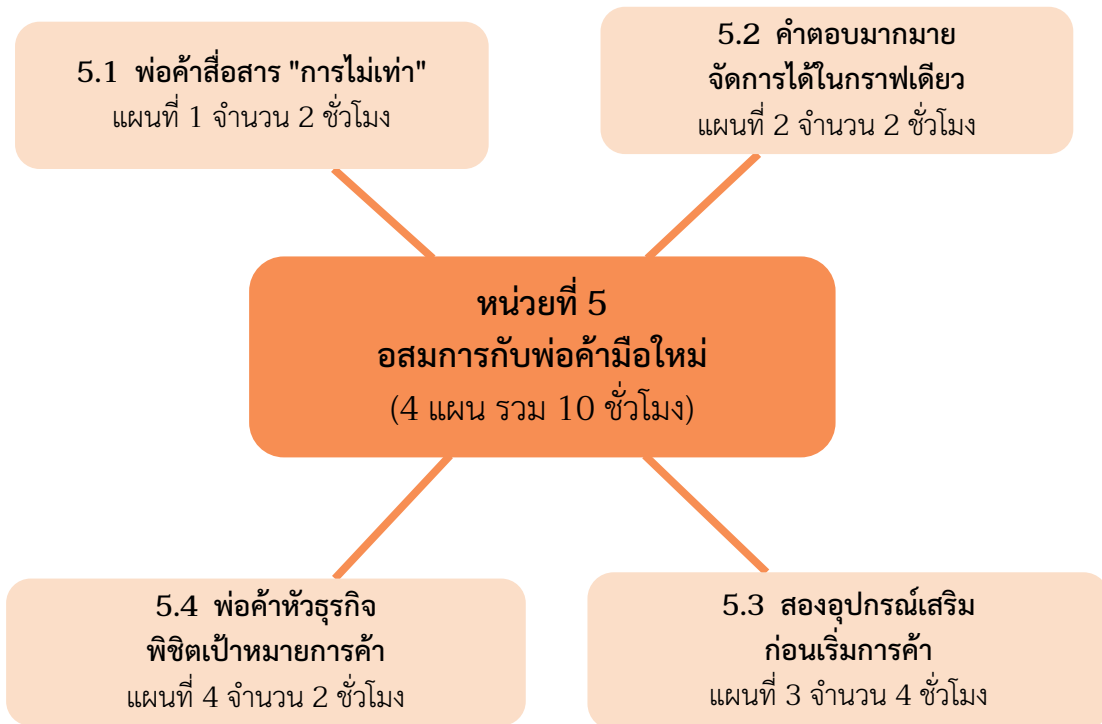 5.1 พ่อค้าสื่อสาร "การไม่เท่า"
แผนที่ 1 จำนวน 2 ชั่วโมง
5.2 คำตอบมากมาย
จัดการได้ในกราฟเดียว
แผนที่ 2 จำนวน 2 ชั่วโมง
หน่วยที่ 5
อสมการกับพ่อค้ามือใหม่
(4 แผน รวม 10 ชั่วโมง)
5.4 พ่อค้าหัวธุรกิจ
พิชิตเป้าหมายการค้า
แผนที่ 4 จำนวน 2 ชั่วโมง
5.3 สองอุปกรณ์เสริม
ก่อนเริ่มการค้า
แผนที่ 3 จำนวน 4 ชั่วโมง